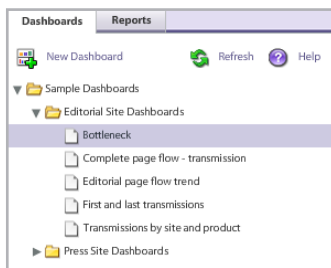 Dashboards Reports
New Dashboard Refresh Help
Sample Dashboards
Editorial Site Dashboards
Bottleneck
Complete page flow - transmission
Editorial page flow trend
First and last transmissions
Transmissions by site and product
Press Site Dashboards